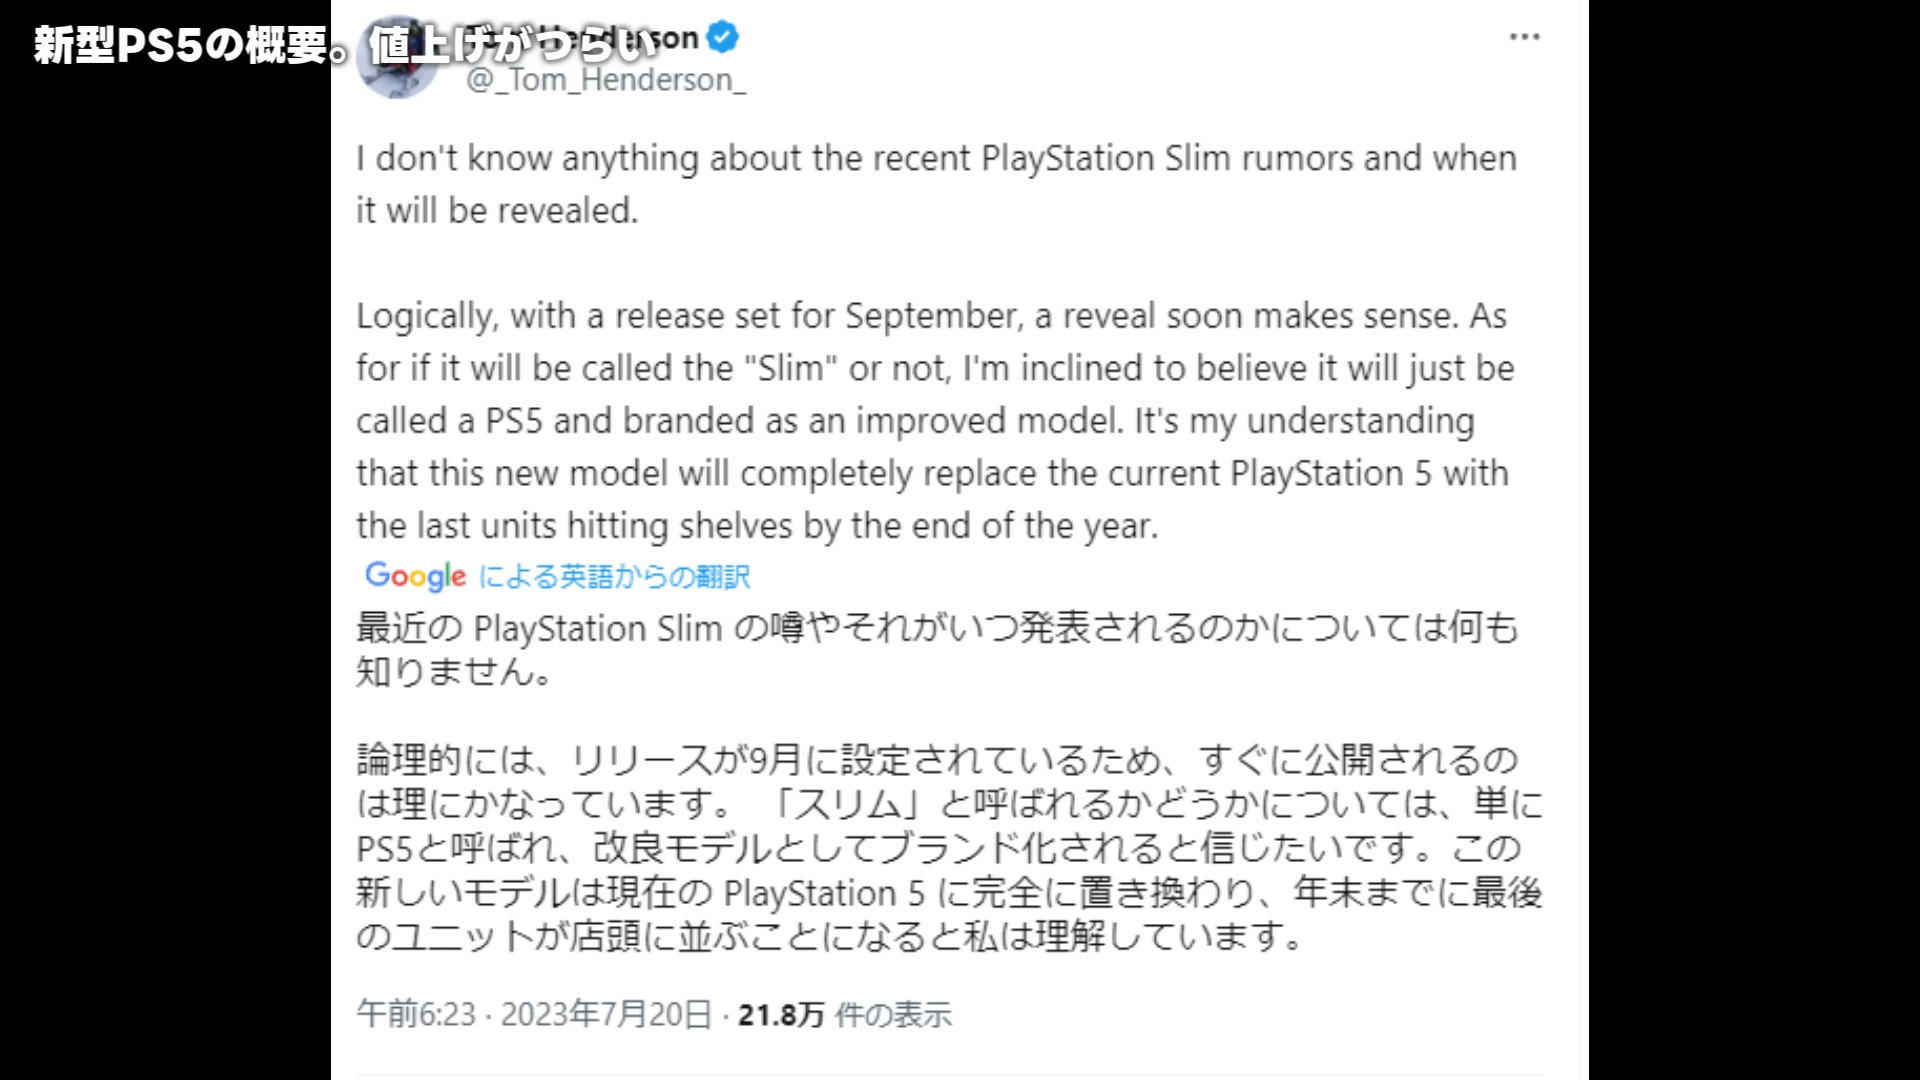 新型PS5の概要。値上げがつらい
Tom Henderson
@_Tom_Henderson_
I don't know anything about the recent PlayStation Slim rumors and when
it will be revealed.
Logically, with a release set for September, a reveal soon makes sense. As
for if it will be called the "Slim" or not, I'm inclined to believe it will just be
called a PS5 and branded as an improved model. It's my understanding
that this new model will completely replace the current PlayStation 5 with
the last units hitting shelves by the end of the year.
Google による英語からの翻訳
最近の PlayStation Slim の噂やそれがいつ発表されるのかについては何も
知りません。
論理的には、リリースが9月に設定されているため、すぐに公開されるの
は理にかなっています。 「スリム」と呼ばれるかどうかについては、単に
PS5と呼ばれ、改良モデルとしてブランド化されると信じたいです。この
新しいモデルは現在の PlayStation 5 に完全に置き換わり、年末までに最後
のユニットが店頭に並ぶことになると私は理解しています。
午前6:23 · 2023年7月20日 · 21.8万 件の表示